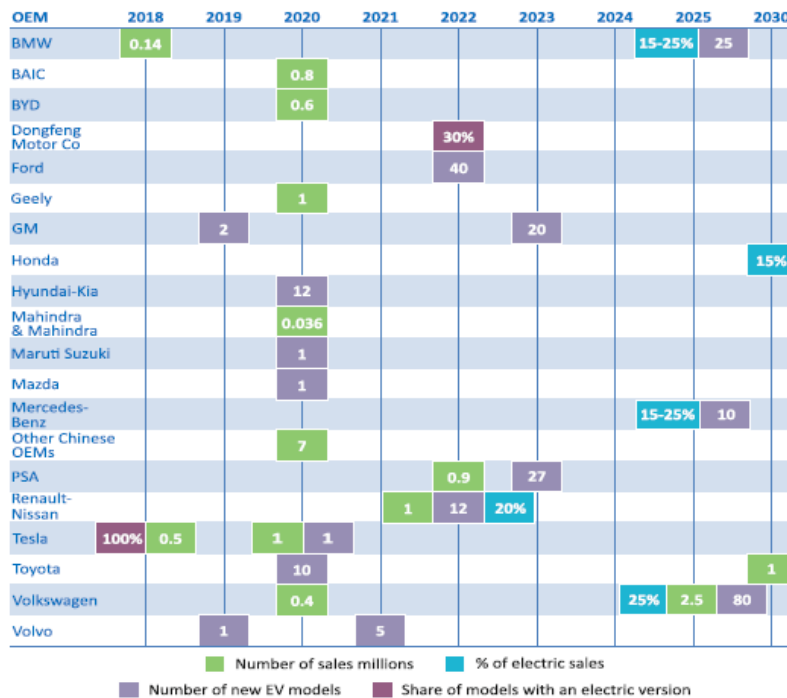 OEM 2018 2019 2020 2021 2022 2023 2024 2025 2030
BMW 0.14 15-25% 25
BAIC 0.8
BYD 0.6
Dongfeng
Motor Co 30%
Ford 40
Geely 1
GM 2 20
Honda 15%
Hyundai-Kia 12
Mahindra
& Mahindra 0.036
Maruti Suzuki 1
Mazda 1
Mercedes-
Benz 15-25% 10
Other Chinese
OEMs 7
PSA 0.9 27
Renault-
Nissan 1 12 20%
Tesla 100% 0.5 1 1
Toyota 10 1
Volkswagen 0.4 25% 2.5 80
Volvo 1 5
Number of sales millions % of electric sales
Number of new EV models Share of models with an electric version